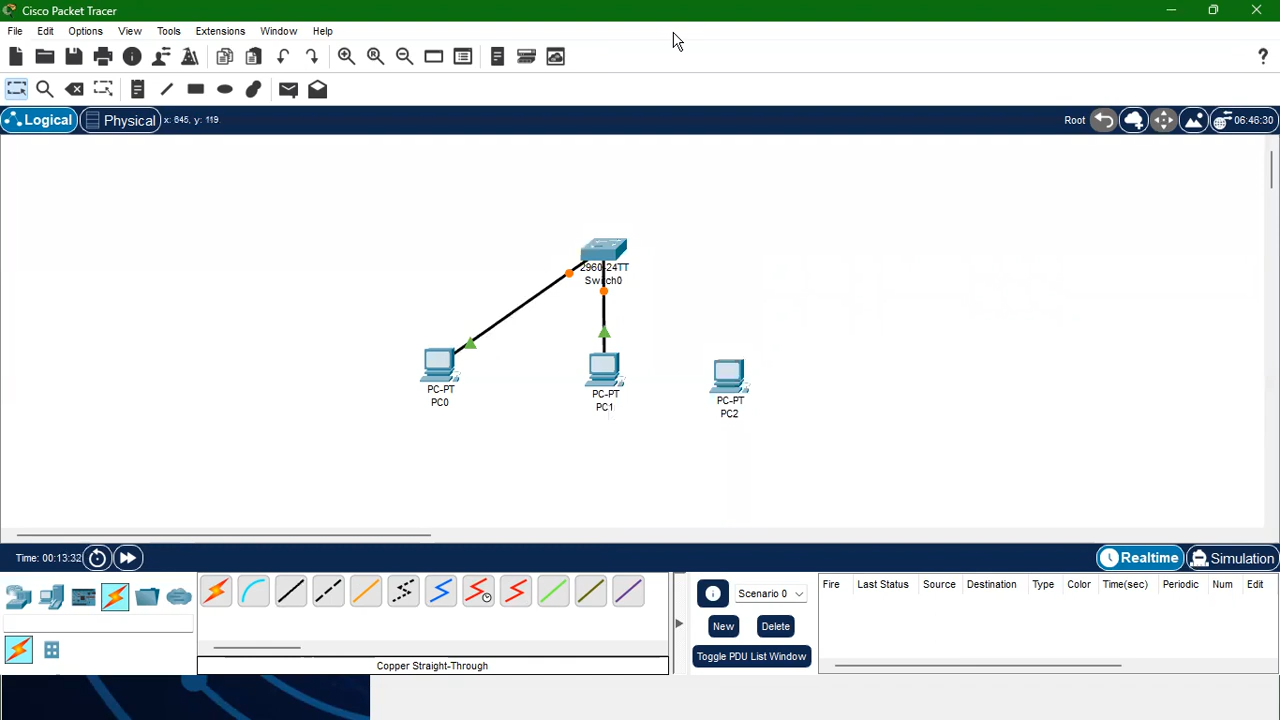 Cisco Packet Tracer
File Edit Options View Tools Extensions Window Help
Logical Physical x: 845, y: 119 Root 06:46:30
2960-24TT
Switch0
PC-PT
PC0
PC-PT
PC1
PC-PT
PC2
Time: 00:13:32 Realtime Simulation
Scenario 0
New Delete
Toggle PDU List Window
Fire Last Status Source Destination Type Color Time(sec) Periodic Num Edit
Copper Straight-Through